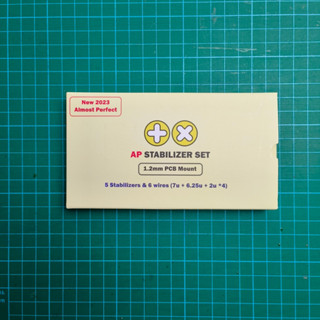 New 2023
Almost Perfect
AP STABILIZER SET
1.2mm PCB Mount
5 Stabilizers & 6 wires (7u + 6.25u + 2u *4)